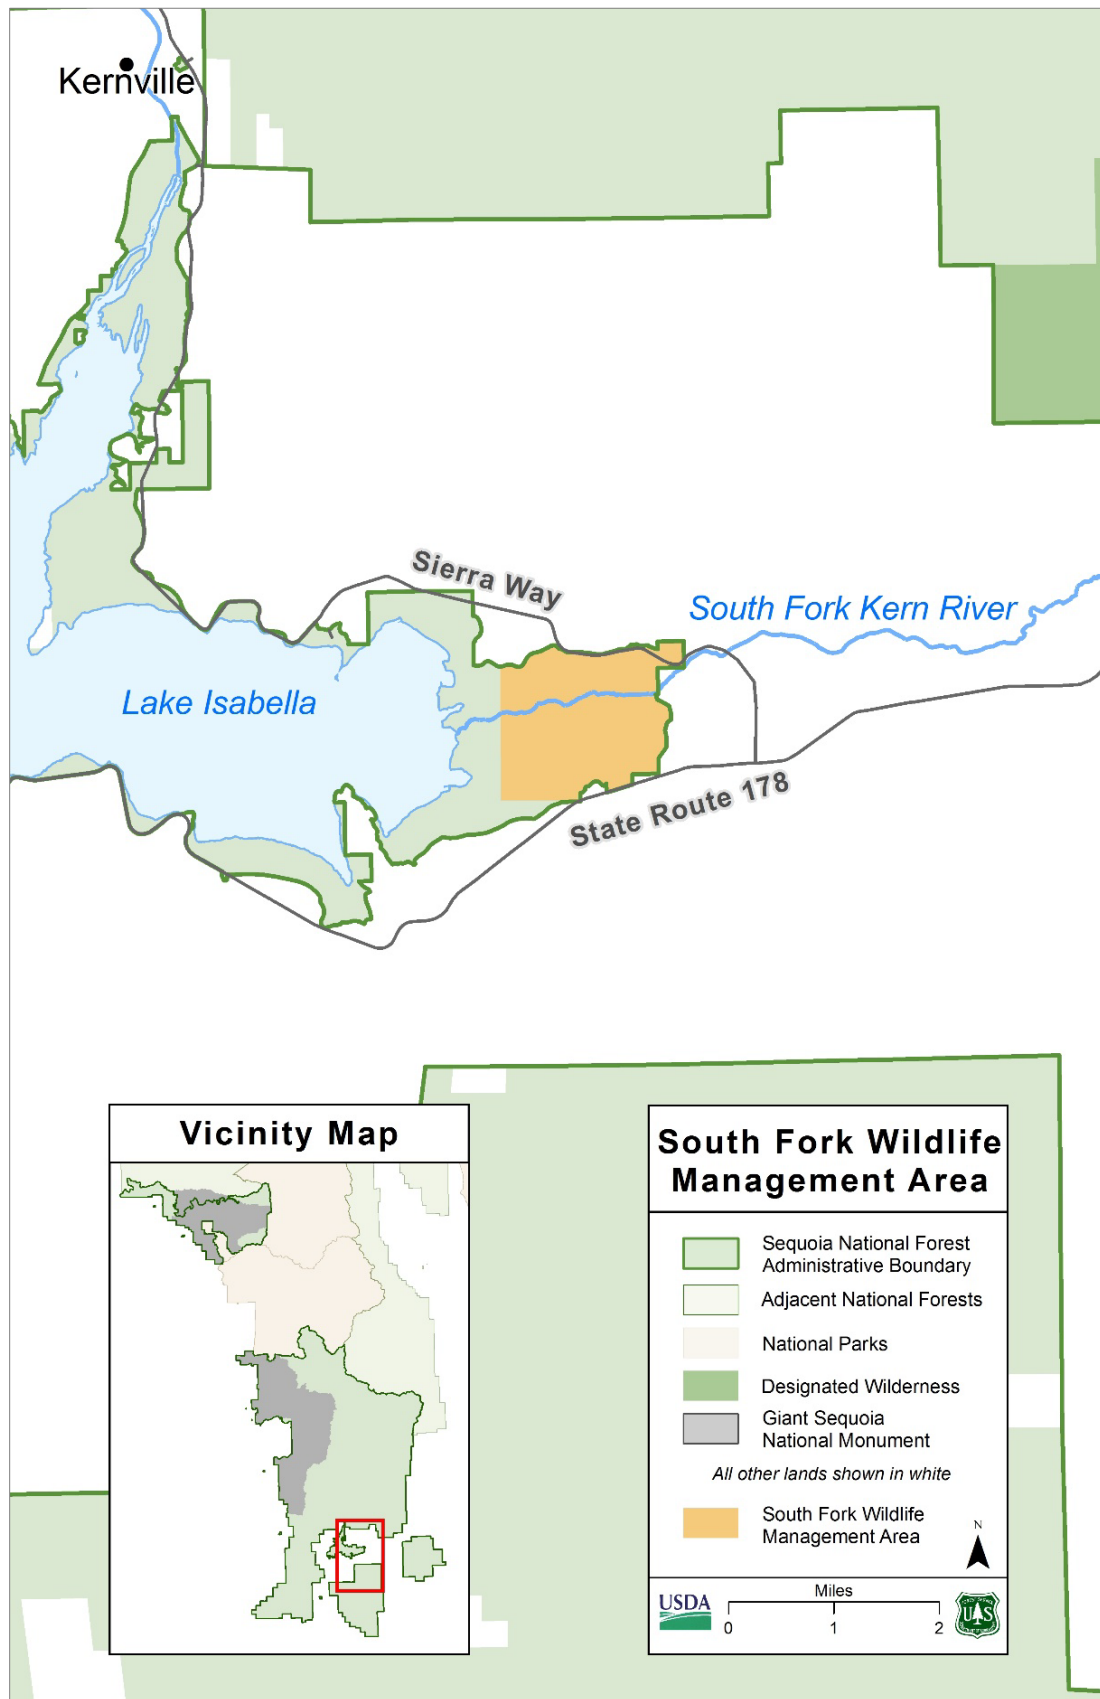 Kernville
Sierra Way
South Fork Kern River
Lake Isabella
State Route 178
Vicinity Map
South Fork Wildlife
Management Area
Sequoia National Forest
Administrative Boundary
Adjacent National Forests
National Parks
Designated Wilderness
Giant Sequoia
National Monument
All other lands shown in white
South Fork Wildlife
Management Area
N
USDA
Miles
0 1 2
U S